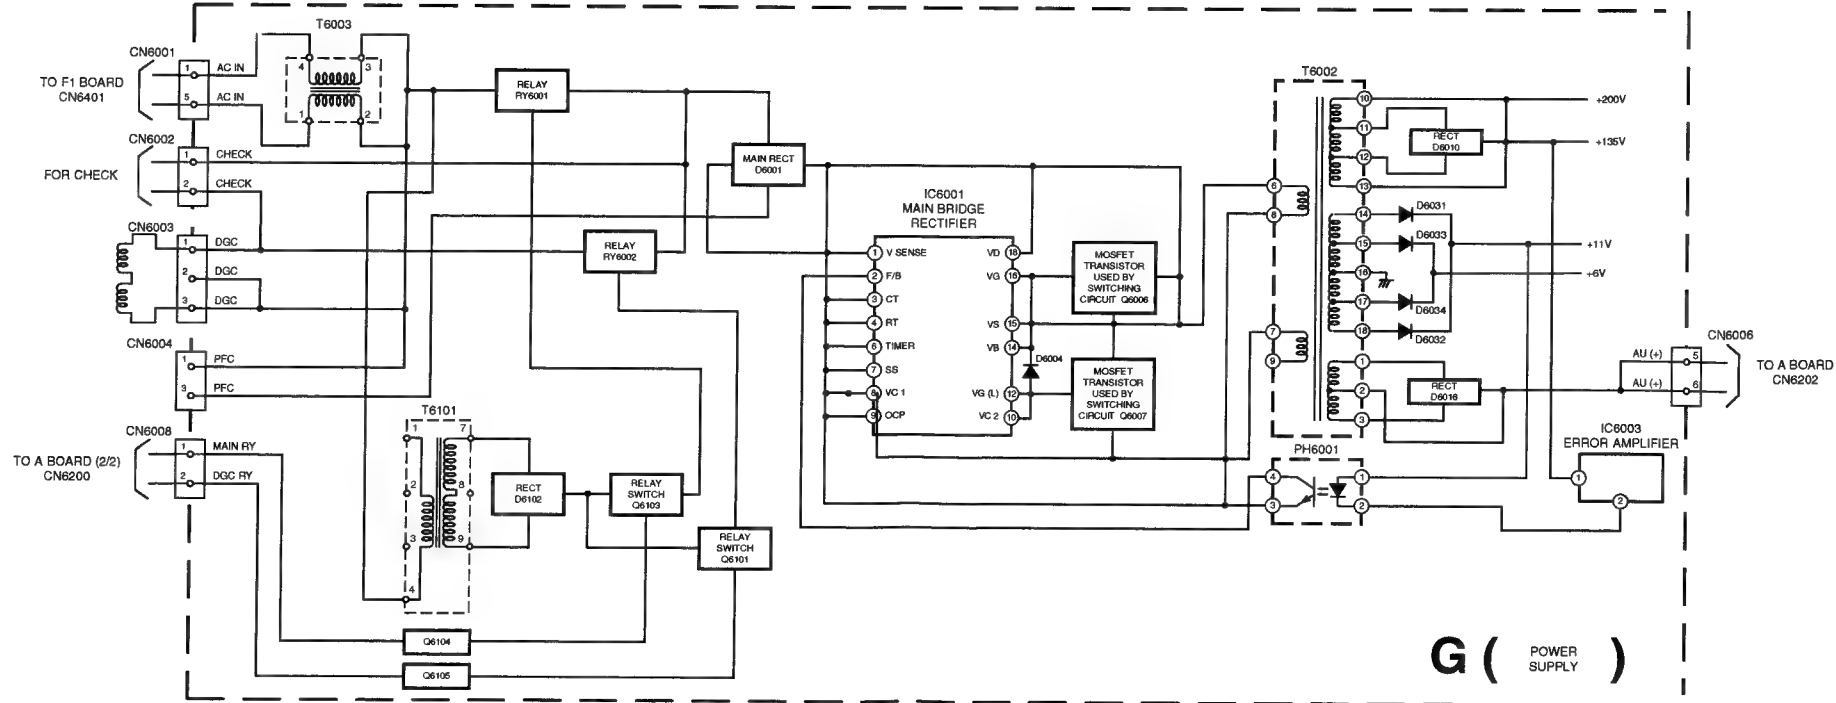 T6003
CN6001
TO F1 BOARD
CN6401
1 AC IN
5 AC IN
4
3
1
2
CN6002
FOR CHECK
1 CHECK
2 CHECK
CN6003
1 DGC
2 DGC
3 DGC
CN6004
1 PFC
3 PFC
CN6008
TO A BOARD (2/2)
CN6200
1 MAIN RY
2 DGC RY
RELAY
RY6001
RELAY
RY6002
MAIN RECT
D6001
T6101
1
2
3
4
7
8
9
RECT
D6102
RELAY
SWITCH
Q6103
RELAY
SWITCH
Q6101
Q6104
Q6105
IC6001
MAIN BRIDGE
RECTIFIER
1 V SENSE
2 F/B
3 CT
4 RT
6 TIMER
7 SS
8 VC 1
9 OCP
VD 18
VG 16
VS 15
VB 14
VG (L) 12
VC 2 10
D6004
MOSFET
TRANSISTOR
USED BY
SWITCHING
CIRCUIT Q6006
MOSFET
TRANSISTOR
USED BY
SWITCHING
CIRCUIT Q6007
T6002
6
8
7
9
10
11
12
13
14
15
16
17
18
1
2
3
RECT
D6010
D6031
D6033
D6034
D6032
RECT
D6016
+200V
+135V
+11V
+6V
PH6001
4
3
1
2
IC6003
ERROR AMPLIFIER
1
2
CN6006
AU (+) 5
AU (+) 6
TO A BOARD
CN6202
G ( POWER
SUPPLY )